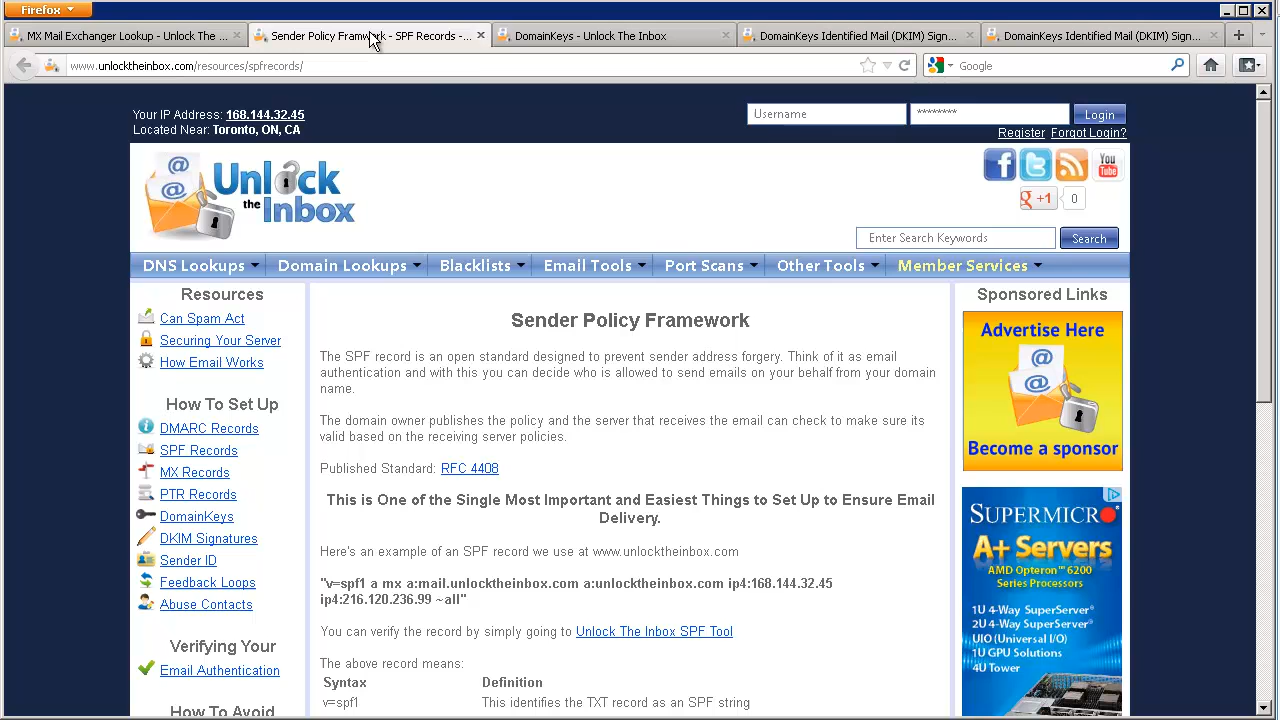 Firefox
MX Mail Exchanger Lookup - Unlock The ...
Sender Policy Framwork - SPF Records -...
DomainKeys - Unlock The Inbox
DomainKeys Identified Mail (DKIM) Sign...
DomainKeys Identified Mail (DKIM) Sign...
www.unlocktheinbox.com/resources/spfrecords/
Google
Your IP Address: 168.144.32.45
Located Near: Toronto, ON, CA
Username
********
Login
Register Forgot Login?
Unlock
the Inbox
You Tube
+1
0
Enter Search Keywords
Search
DNS Lookups
Domain Lookups
Blacklists
Email Tools
Port Scans
Other Tools
Member Services
Resources
Can Spam Act
Securing Your Server
How Email Works
How To Set Up
DMARC Records
SPF Records
MX Records
PTR Records
DomainKeys
DKIM Signatures
Sender ID
Feedback Loops
Abuse Contacts
Verifying Your
Email Authentication
How To Avoid
Sender Policy Framework
The SPF record is an open standard designed to prevent sender address forgery. Think of it as email
authentication and with this you can decide who is allowed to send emails on your behalf from your domain
name.
The domain owner publishes the policy and the server that receives the email can check to make sure its
valid based on the receiving server policies.
Published Standard: RFC 4408
This is One of the Single Most Important and Easiest Things to Set Up to Ensure Email
Delivery.
Here's an example of an SPF record we use at www.unlocktheinbox.com
"v=spf1 a mx a:mail.unlocktheinbox.com a:unlocktheinbox.com ip4:168.144.32.45
ip4:216.120.236.99 ~all"
You can verify the record by simply going to Unlock The Inbox SPF Tool
The above record means:
Syntax Definition
v=spf1 This identifies the TXT record as an SPF string
Sponsored Links
Advertise Here
Become a sponsor
SUPERMICRO
A+ Servers
AMD Opteron™ 6200
Series Processors
1U 4-Way SuperServer®
2U 4-Way SuperServer®
UIO (Universal I/O)
1U GPU Solutions
4U Tower